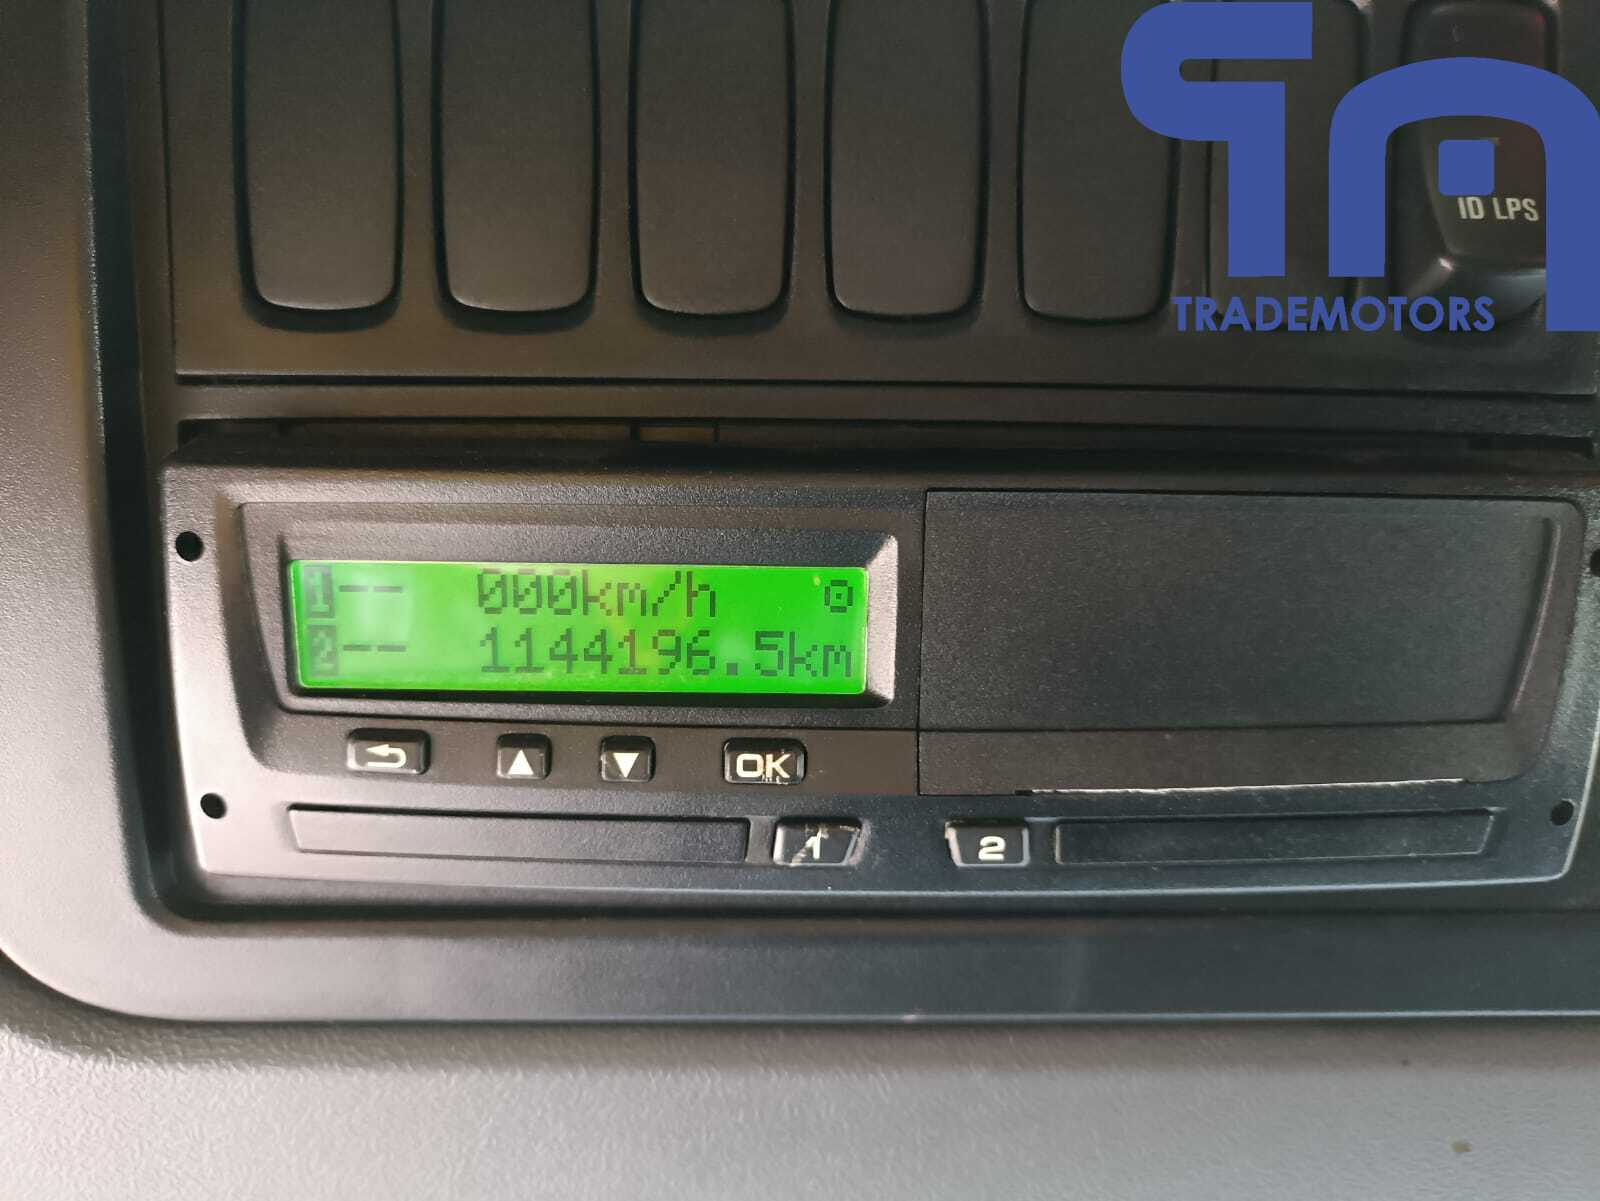 ID LPS
TRADEMOTORS
1-- 000km/h
2-- 1144196.5km
OK
1
2